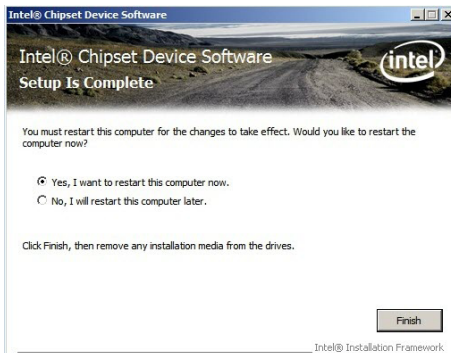 Intel® Chipset Device Software
Intel® Chipset Device Software
Setup Is Complete
intel
You must restart this computer for the changes to take effect. Would you like to restart the
computer now?
Yes, I want to restart this computer now.
No, I will restart this computer later.
Click Finish, then remove any installation media from the drives.
Finish
Intel® Installation Framework